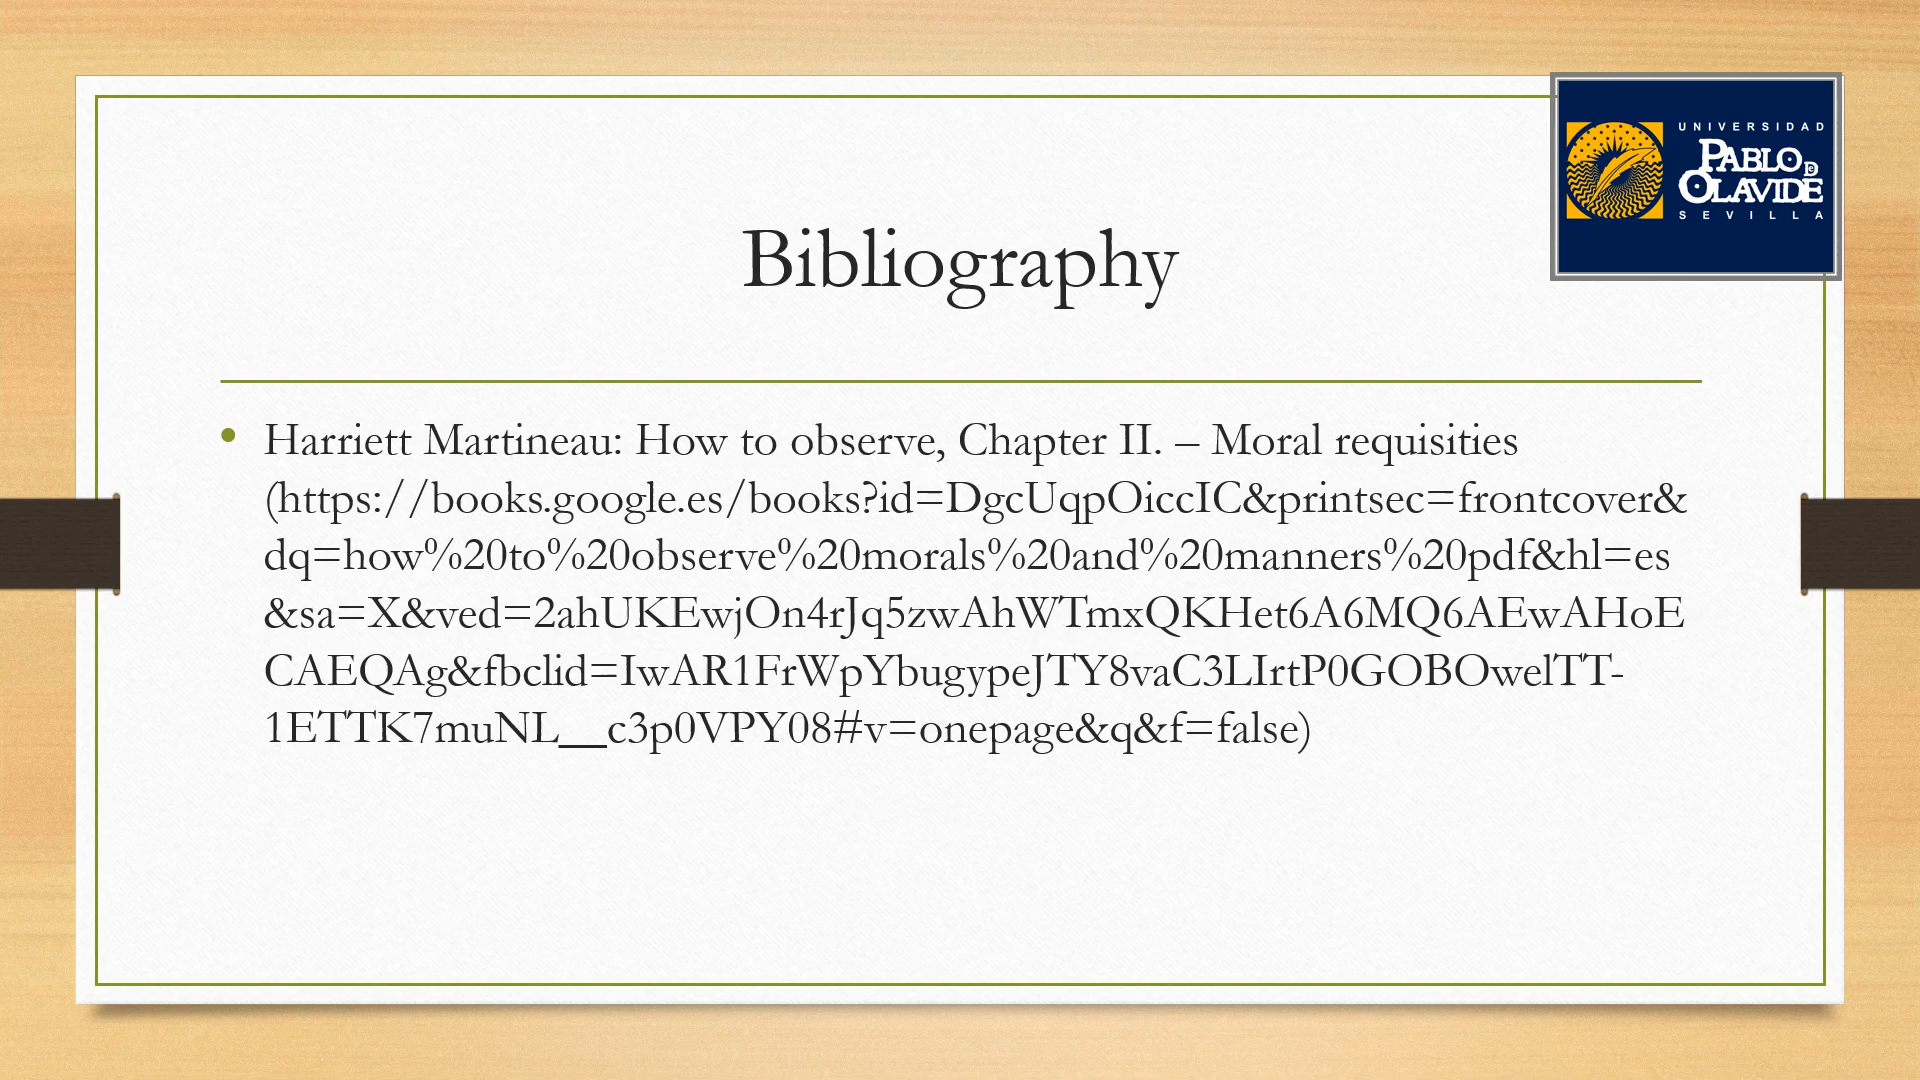 UNIVERSIDAD
PABLO DE
OLAVIDE
SEVILLA
Bibliography
• Harriett Martineau: How to observe, Chapter II. – Moral requisities
(https://books.google.es/books?id=DgcUqpOiccIC&printsec=frontcover&
dq=how%20to%20observe%20morals%20and%20manners%20pdf&hl=es
&sa=X&ved=2ahUKEwjOn4rJq5zwAhWTmxQKHet6A6MQ6AEwAHoE
CAEQAg&fbclid=IwAR1FrWpYbugypeJTY8vaC3LIrtP0GOBOwelTT-
1ETTK7muNL__c3p0VPY08#v=onepage&q&f=false)